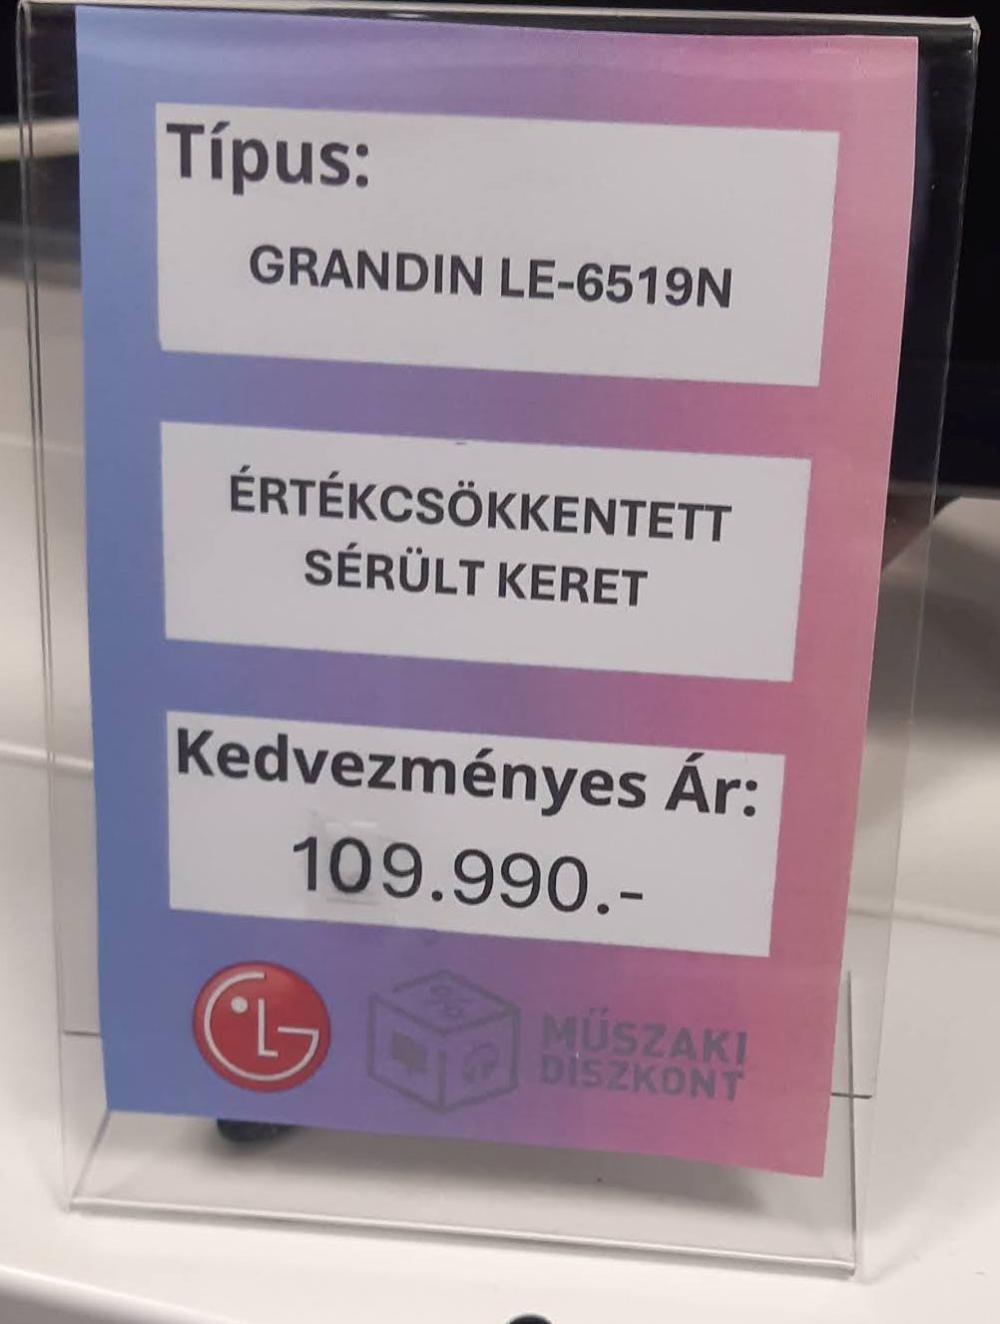 Típus:
GRANDIN LE-6519N
ÉRTÉKCSÖKKENTETT
SÉRÜLT KERET
Kedvezményes Ár:
109.990.-
LG
%
MŰSZAKI
DISZKONT